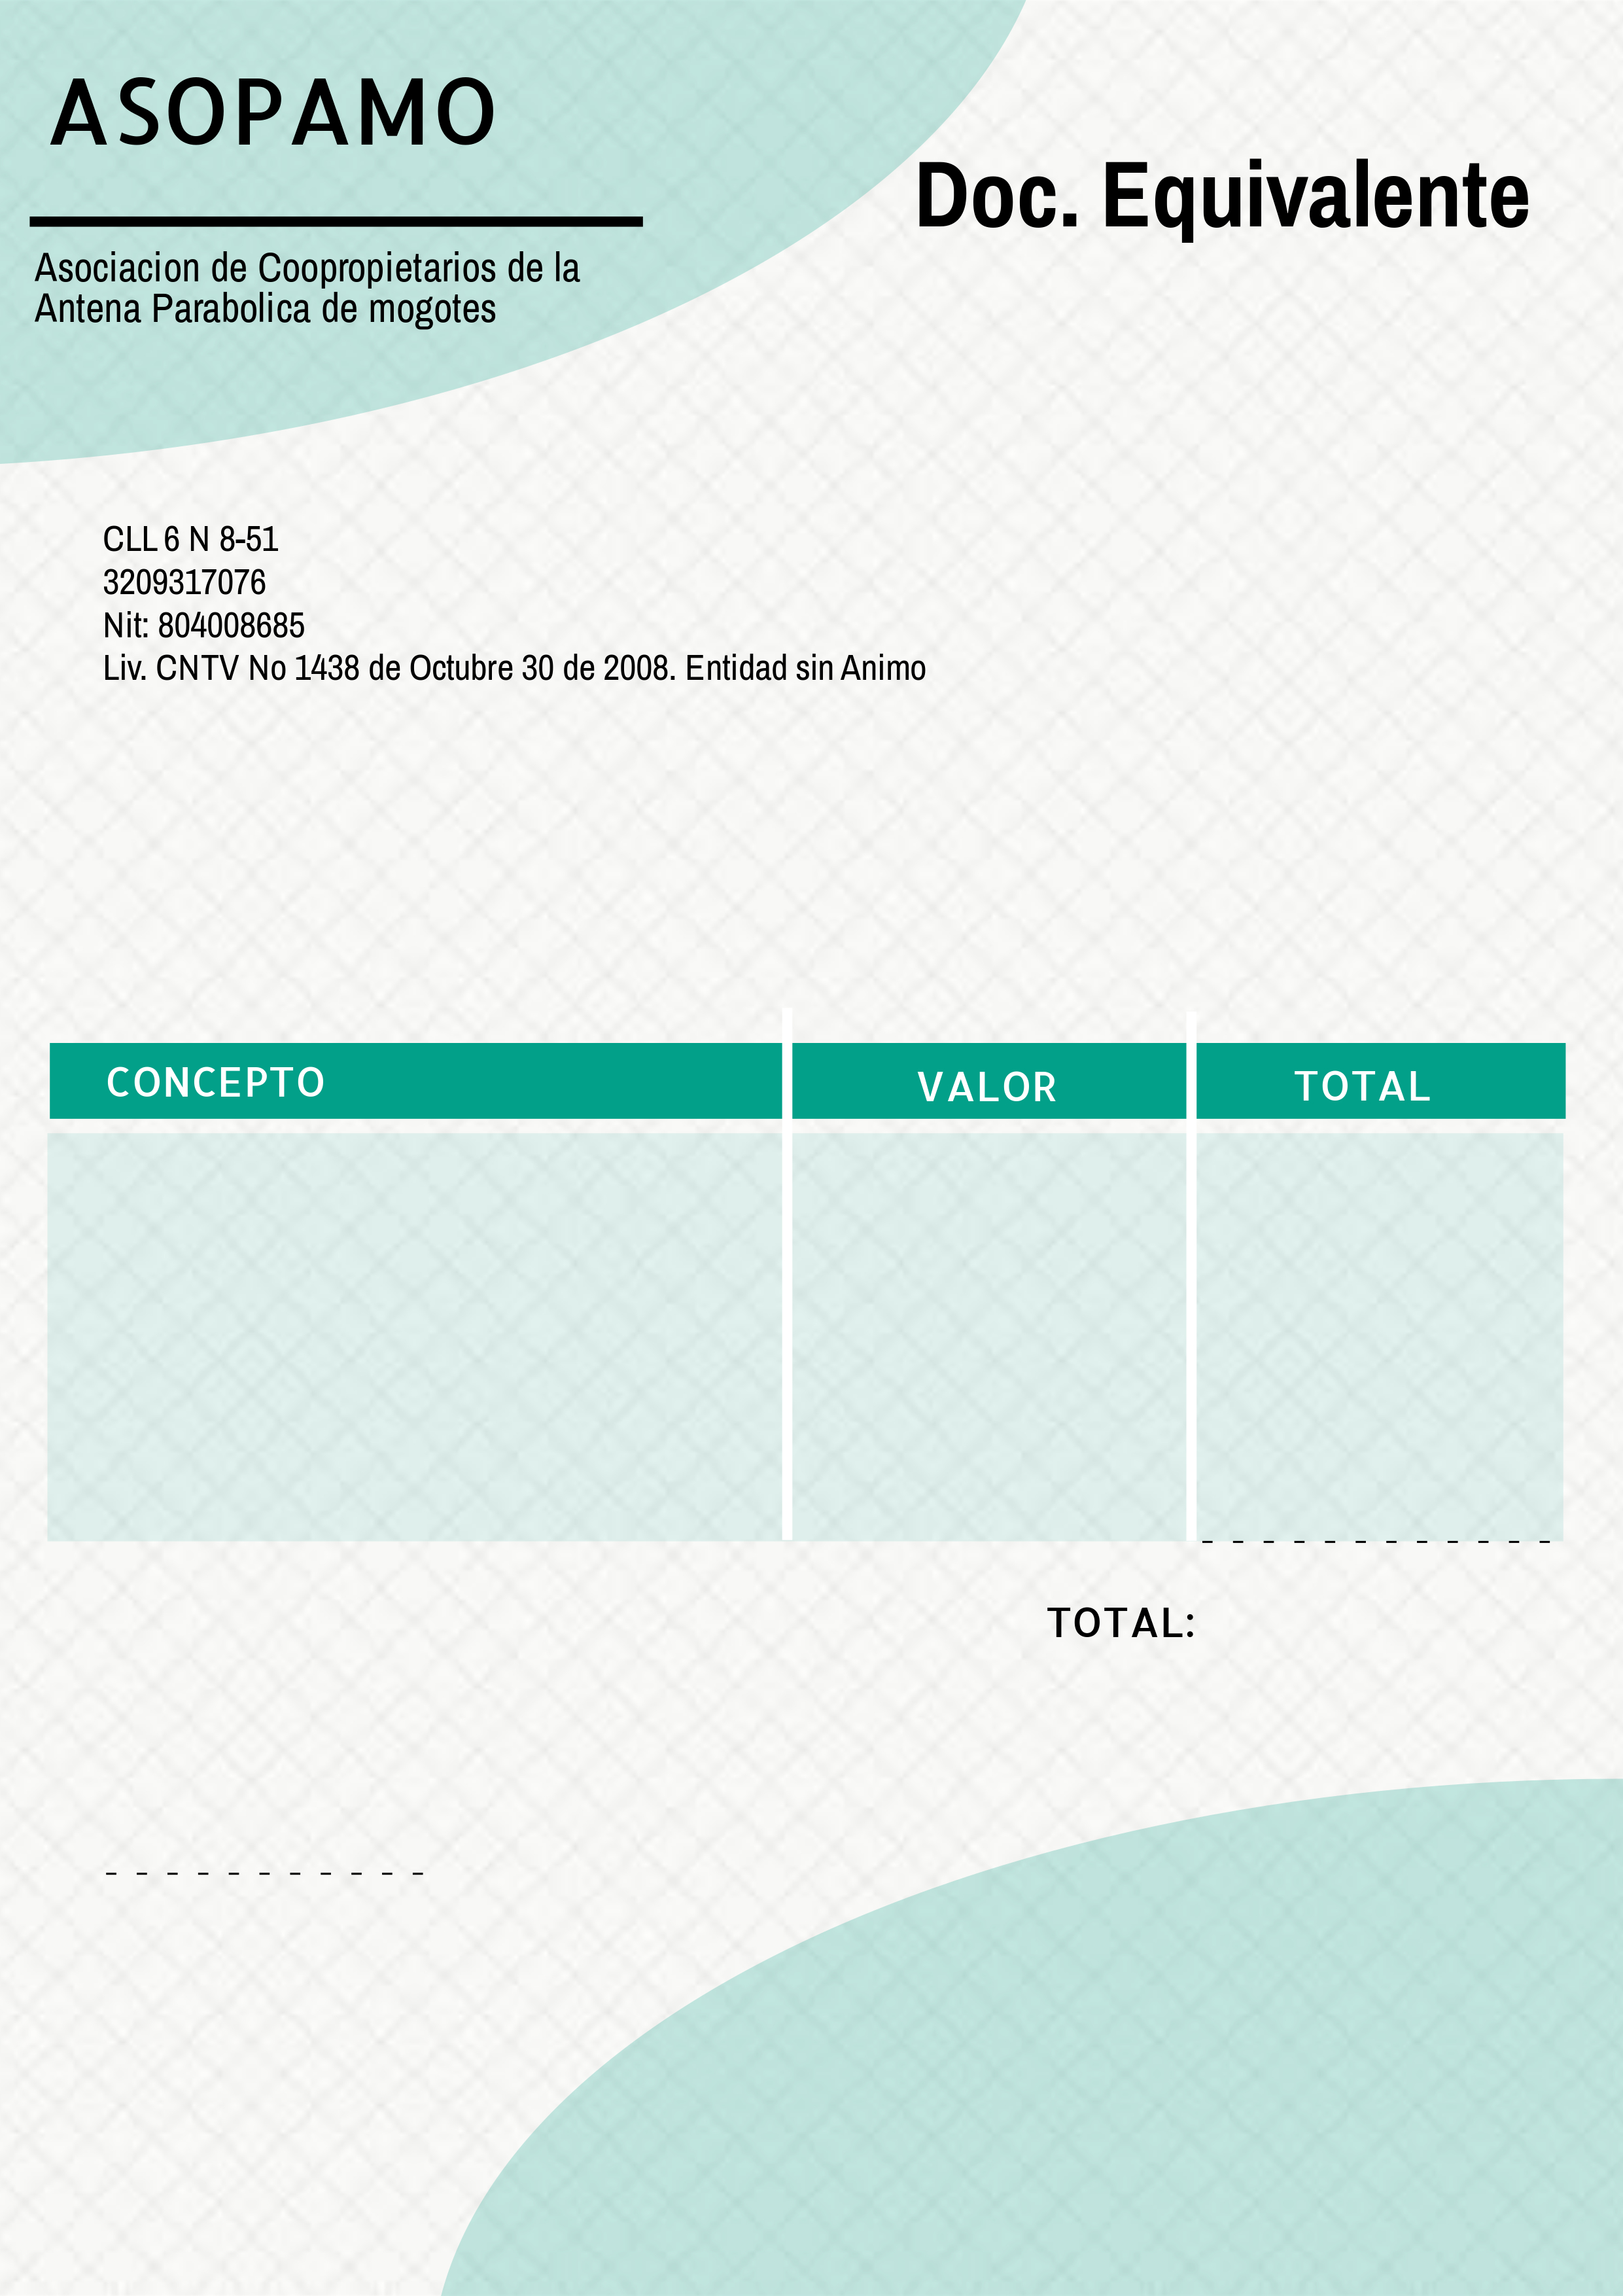 ASOPAMO
Doc. Equivalente
Asociacion de Coopropietarios de la
Antena Parabolica de mogotes
CLL 6 N 8-51
3209317076
Nit: 804008685
Liv. CNTV No 1438 de Octubre 30 de 2008. Entidad sin Animo
CONCEPTO VALOR TOTAL
TOTAL: